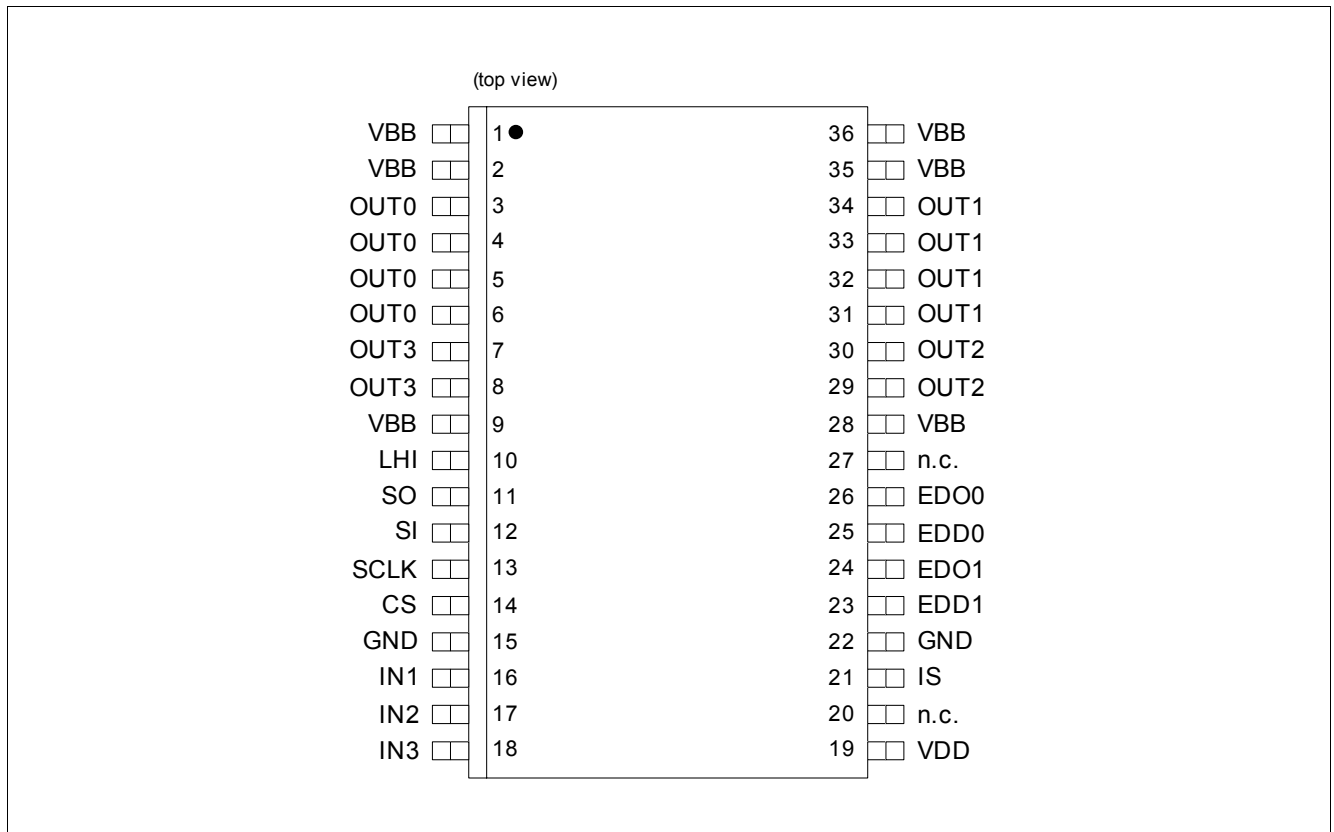 (top view)
VBB 1 36 VBB
VBB 2 35 VBB
OUT0 3 34 OUT1
OUT0 4 33 OUT1
OUT0 5 32 OUT1
OUT0 6 31 OUT1
OUT3 7 30 OUT2
OUT3 8 29 OUT2
VBB 9 28 VBB
LHI 10 27 n.c.
SO 11 26 EDO0
SI 12 25 EDD0
SCLK 13 24 EDO1
CS 14 23 EDD1
GND 15 22 GND
IN1 16 21 IS
IN2 17 20 n.c.
IN3 18 19 VDD